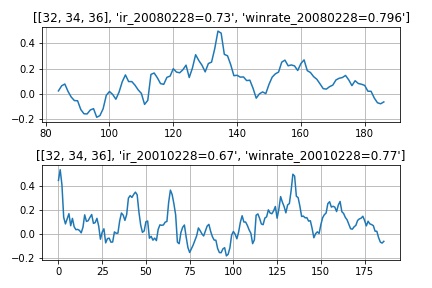 [[32, 34, 36], 'ir_20080228=0.73', 'winrate_20080228=0.796']
0.4
0.2
0.0
−0.2
80 100 120 140 160 180
[[32, 34, 36], 'ir_20010228=0.67', 'winrate_20010228=0.77']
0.4
0.2
0.0
−0.2
0 25 50 75 100 125 150 175